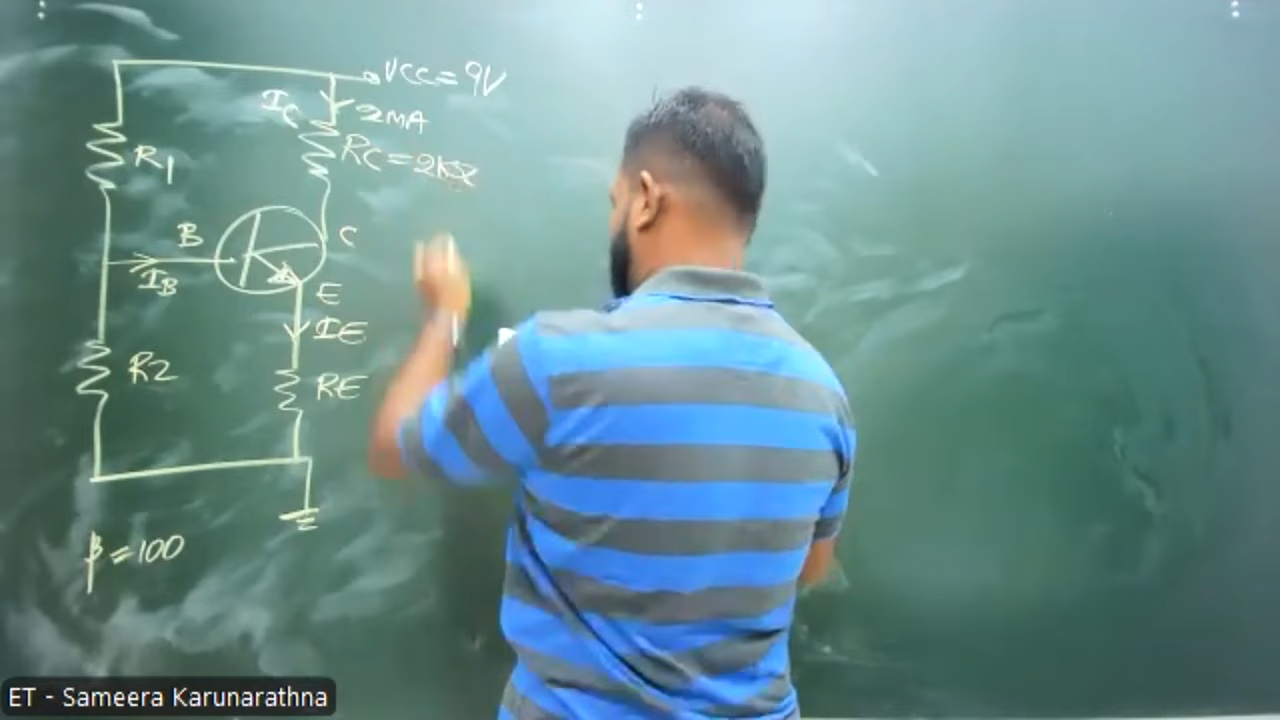 VCC = 9V
IC
2MA
R1
RC = 2KΩ
B
C
IB
E
IE
R2
RE
β = 100
ET - Sameera Karunarathna